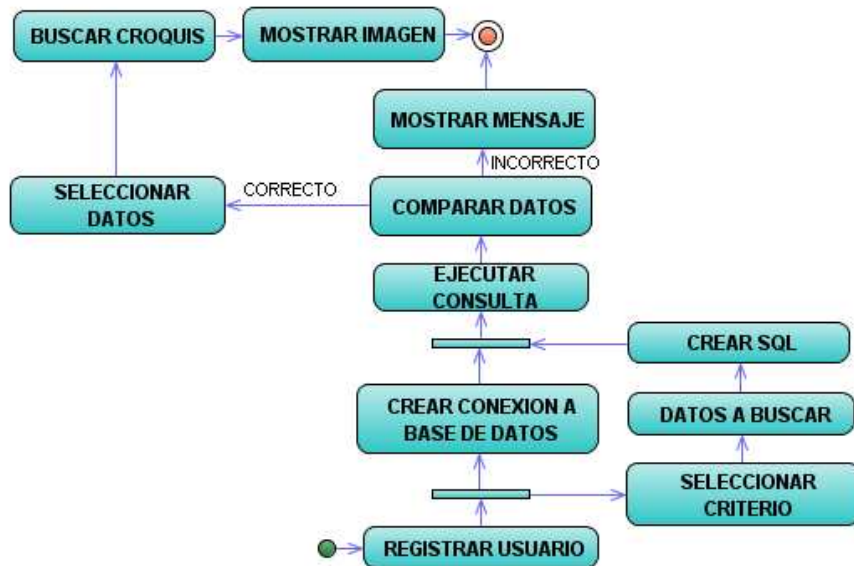 BUSCAR CROQUIS
MOSTRAR IMAGEN
MOSTRAR MENSAJE
INCORRECTO
SELECCIONAR
DATOS
CORRECTO
COMPARAR DATOS
EJECUTAR
CONSULTA
CREAR SQL
CREAR CONEXION A
BASE DE DATOS
DATOS A BUSCAR
SELECCIONAR
CRITERIO
REGISTRAR USUARIO